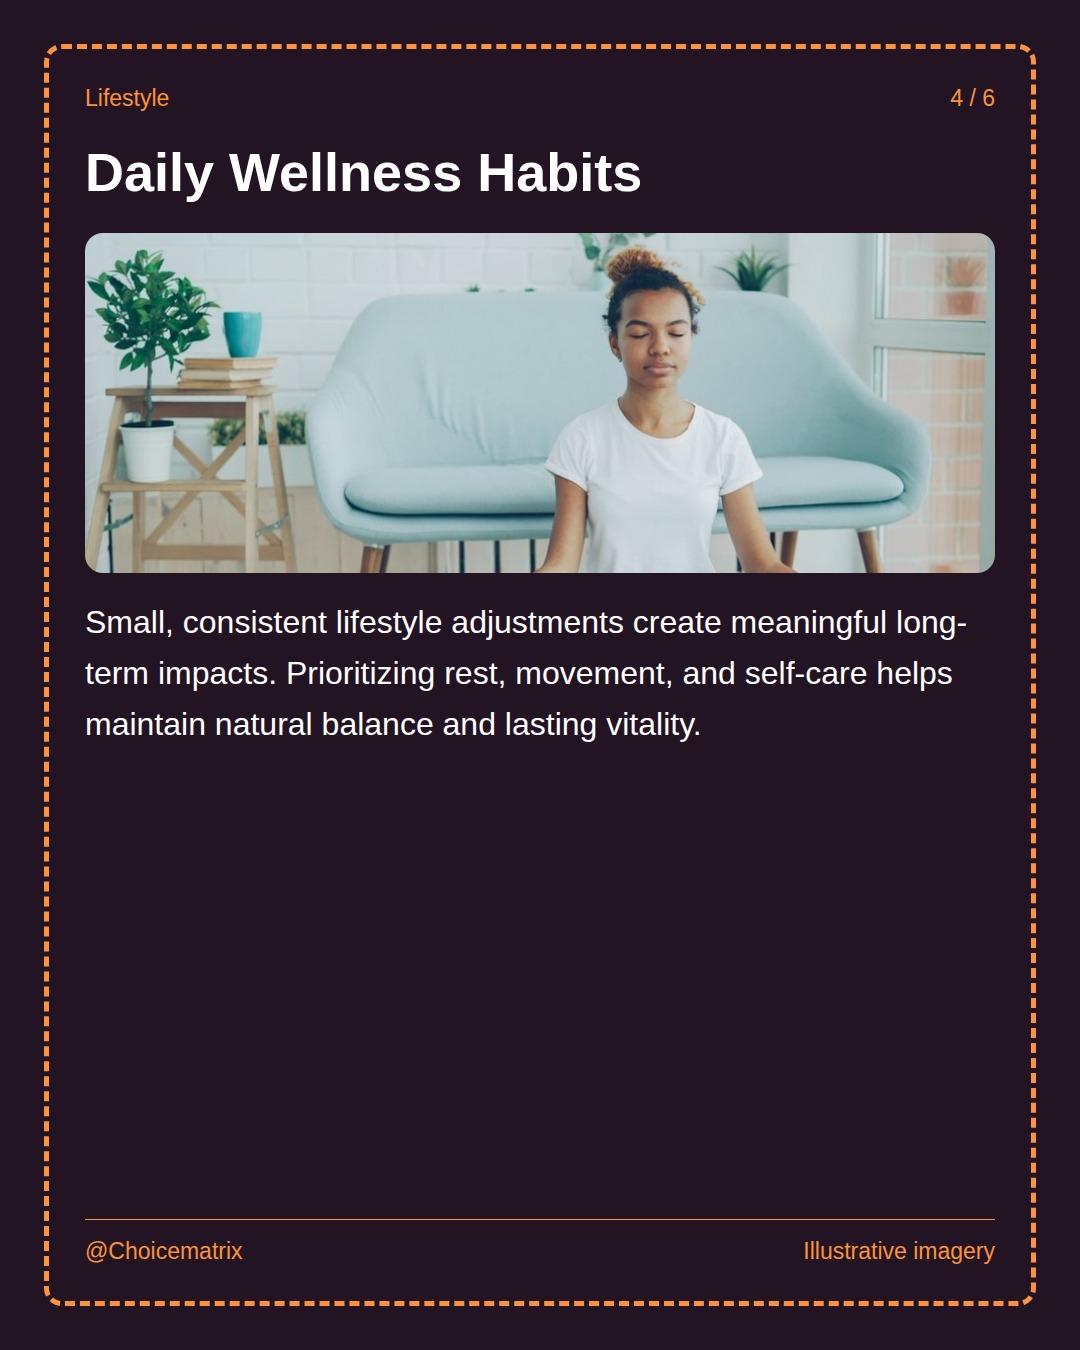 Lifestyle
4 / 6
Daily Wellness Habits
Small, consistent lifestyle adjustments create meaningful long-
term impacts. Prioritizing rest, movement, and self-care helps
maintain natural balance and lasting vitality.
@Choicematrix
Illustrative imagery